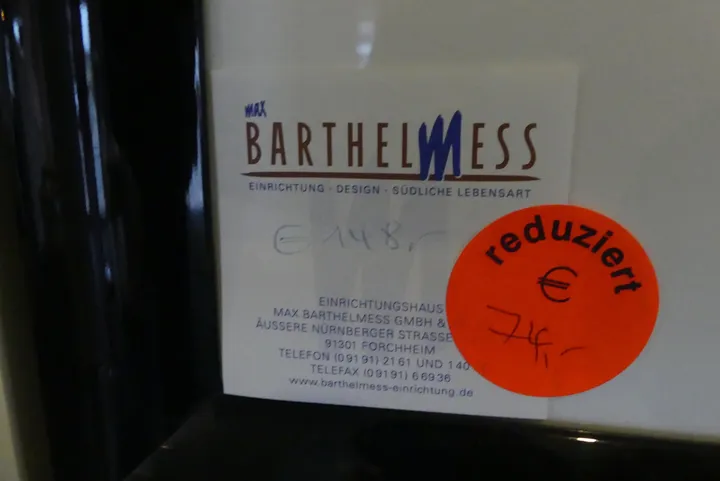 max
BARTHELMESS
EINRICHTUNG · DESIGN · SÜDLICHE LEBENSART
€ 148,-
reduziert
€
74,-
EINRICHTUNGSHAUS
MAX BARTHELMESS GMBH &
ÄUSSERE NÜRNBERGER STRASSE
91301 FORCHHEIM
TELEFON (09191) 2161 UND 140
TELEFAX (09191) 66936
www.barthelmess-einrichtung.de